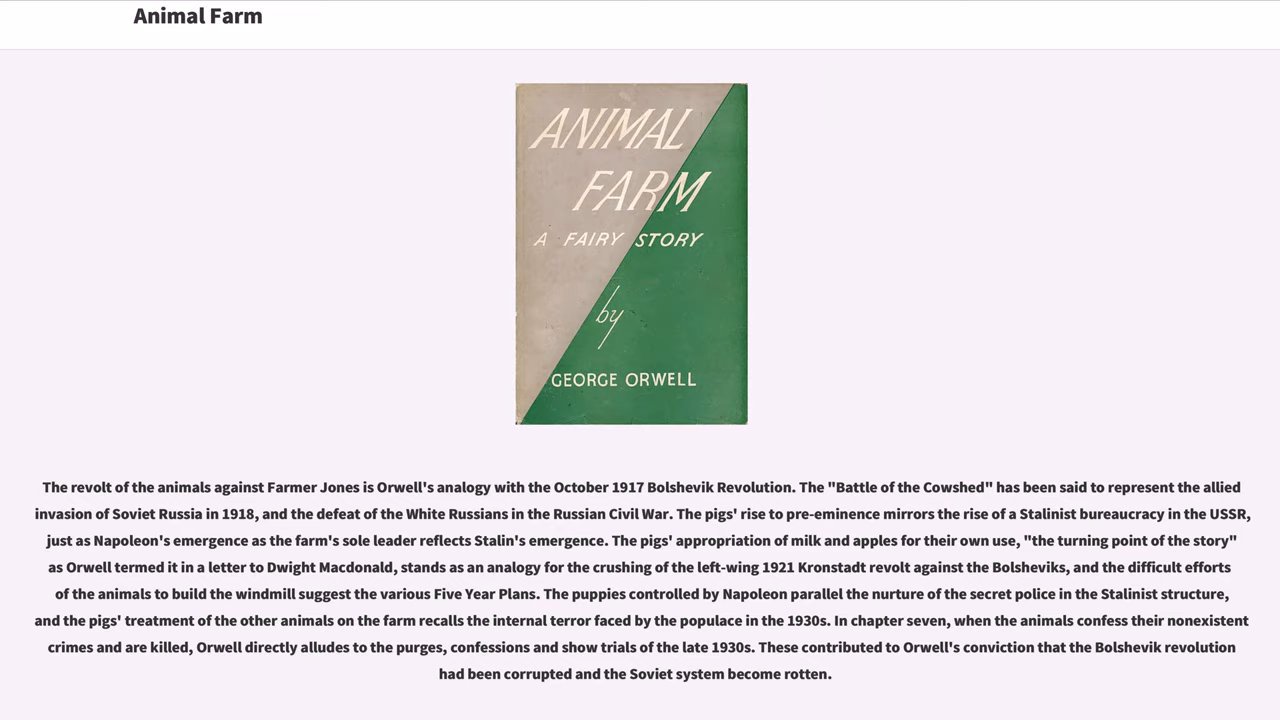 Animal Farm
ANIMAL
FARM
A FAIRY STORY
by
GEORGE ORWELL
The revolt of the animals against Farmer Jones is Orwell's analogy with the October 1917 Bolshevik Revolution. The "Battle of the Cowshed" has been said to represent the allied
invasion of Soviet Russia in 1918, and the defeat of the White Russians in the Russian Civil War. The pigs' rise to pre-eminence mirrors the rise of a Stalinist bureaucracy in the USSR,
just as Napoleon's emergence as the farm's sole leader reflects Stalin's emergence. The pigs' appropriation of milk and apples for their own use, "the turning point of the story"
as Orwell termed it in a letter to Dwight Macdonald, stands as an analogy for the crushing of the left-wing 1921 Kronstadt revolt against the Bolsheviks, and the difficult efforts
of the animals to build the windmill suggest the various Five Year Plans. The puppies controlled by Napoleon parallel the nurture of the secret police in the Stalinist structure,
and the pigs' treatment of the other animals on the farm recalls the internal terror faced by the populace in the 1930s. In chapter seven, when the animals confess their nonexistent
crimes and are killed, Orwell directly alludes to the purges, confessions and show trials of the late 1930s. These contributed to Orwell's conviction that the Bolshevik revolution
had been corrupted and the Soviet system become rotten.